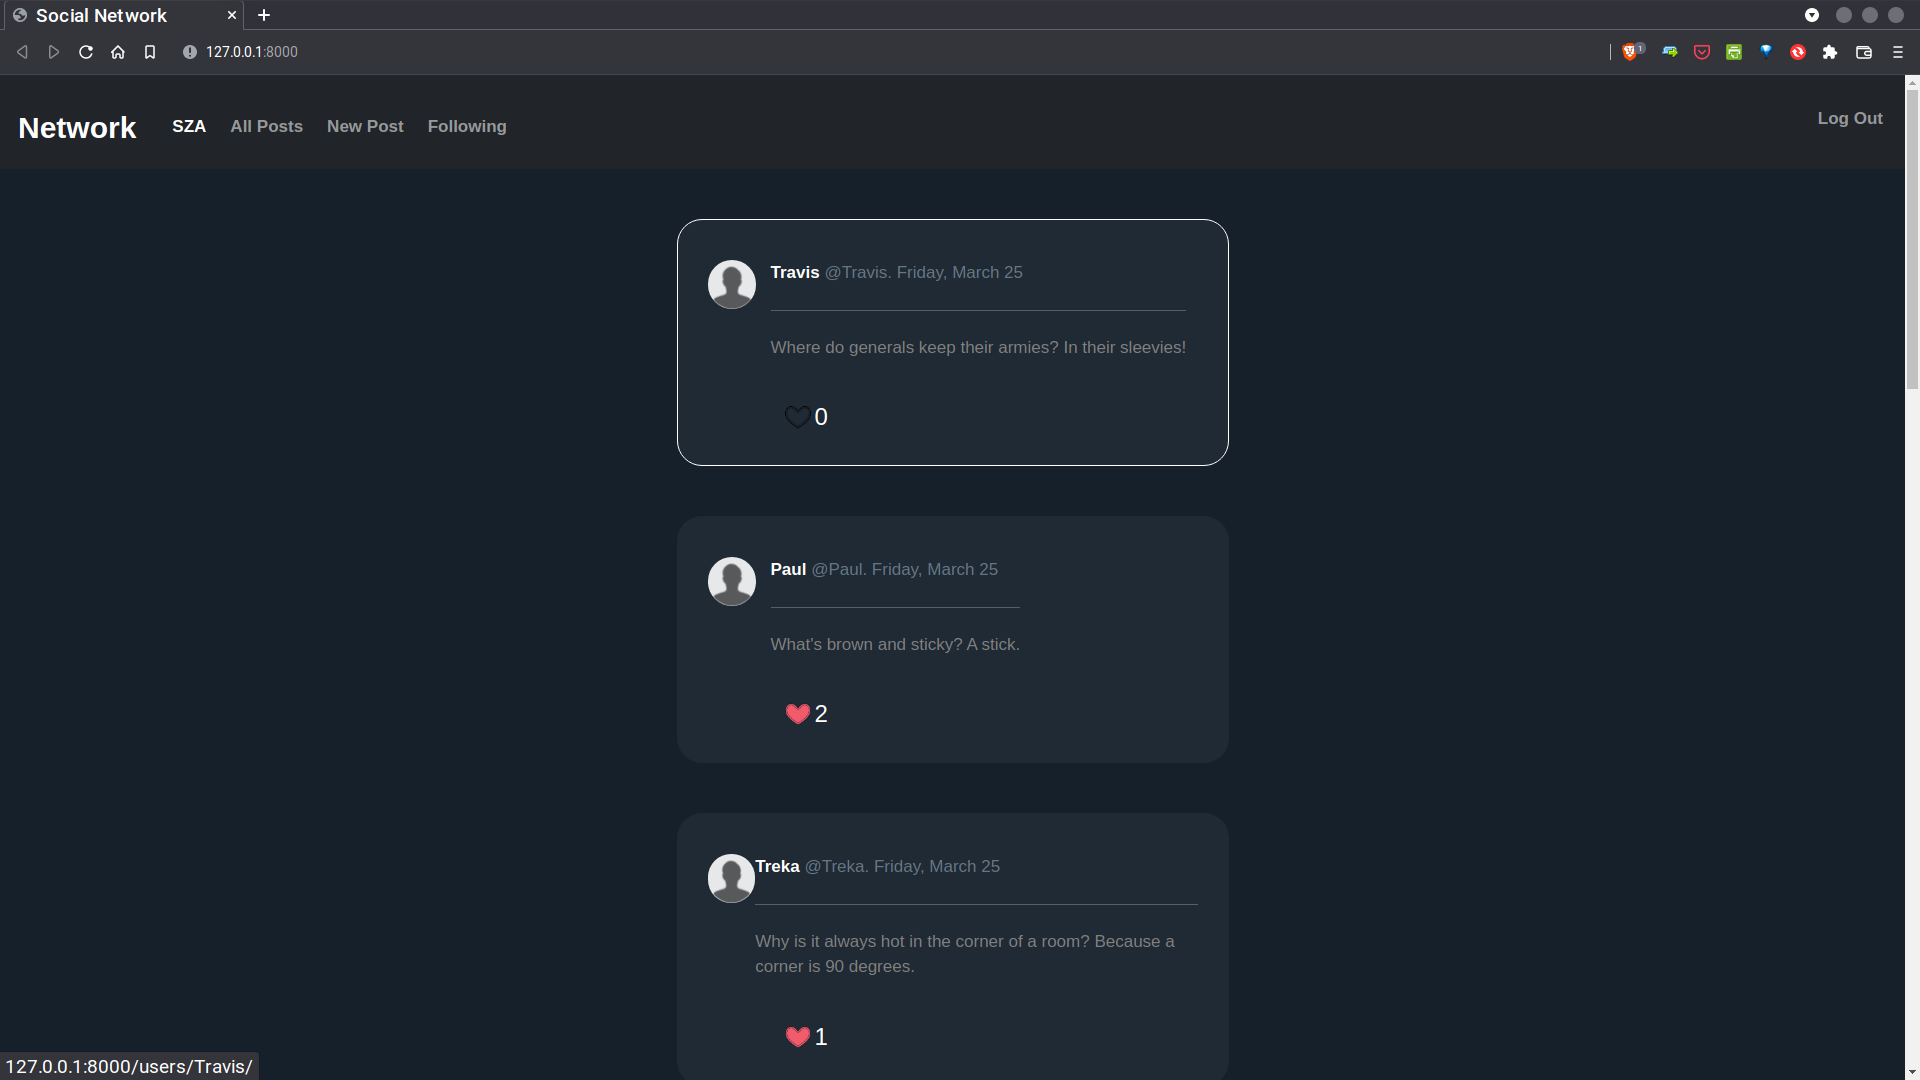 Social Network
127.0.0.1:8000
1
Network SZA All Posts New Post Following Log Out
Travis @Travis. Friday, March 25
Where do generals keep their armies? In their sleevies!
0
Paul @Paul. Friday, March 25
What's brown and sticky? A stick.
2
Treka @Treka. Friday, March 25
Why is it always hot in the corner of a room? Because a
corner is 90 degrees.
1
127.0.0.1:8000/users/Travis/